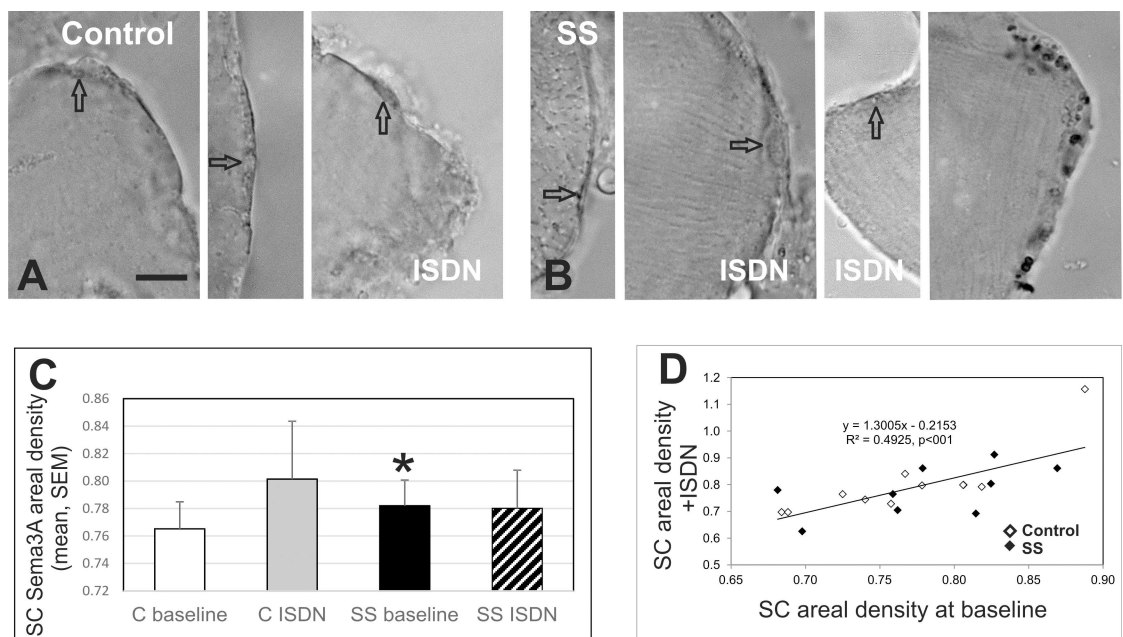 Control
ISDN
A
SS
ISDN
ISDN
B
C
SC Sema3A areal density
(mean, SEM)
0.86
0.84
0.82
0.80
0.78
0.76
0.74
0.72
*
C baseline
C ISDN
SS baseline
SS ISDN
D
SC areal density
+ISDN
1.2
1.1
1.0
0.9
0.8
0.7
0.6
0.5
y = 1.3005x - 0.2153
R² = 0.4925, p<001
Control
SS
0.65
0.70
0.75
0.80
0.85
0.90
SC areal density at baseline